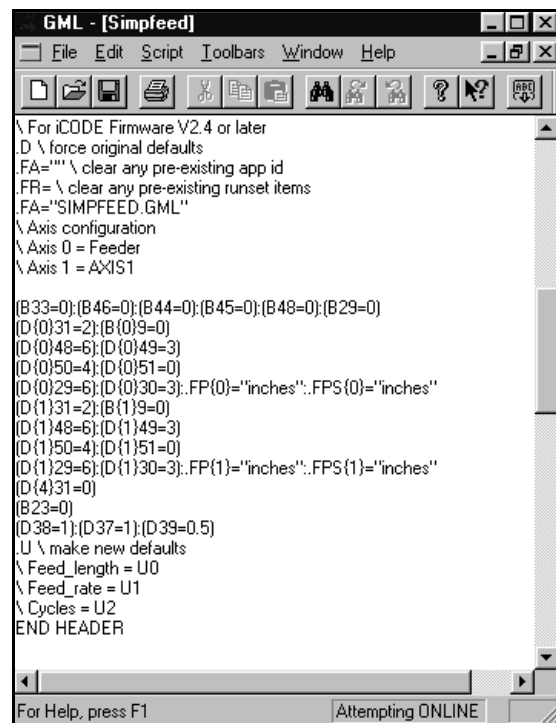 GML - [Simpfeed]
File Edit Script Toolbars Window Help
ABC
\ For iCODE Firmware V2.4 or later
.D \ force original defaults
.FA="" \ clear any pre-existing app id
.FR= \ clear any pre-existing runset items
.FA="SIMPFEED.GML"
\ Axis configuration
\ Axis 0 = Feeder
\ Axis 1 = AXIS1
(B33=0):(B46=0):(B44=0):(B45=0):(B48=0):(B29=0)
(D{0}31=2):(B{0}9=0)
(D{0}48=6):(D{0}49=3)
(D{0}50=4):(D{0}51=0)
(D{0}29=6):(D{0}30=3):.FP{0}="inches":.FPS{0}="inches"
(D{1}31=2):(B{1}9=0)
(D{1}48=6):(D{1}49=3)
(D{1}50=4):(D{1}51=0)
(D{1}29=6):(D{1}30=3):.FP{1}="inches":.FPS{1}="inches"
(D{4}31=0)
(B23=0)
(D38=1):(D37=1):(D39=0.5)
.U \ make new defaults
\ Feed_length = U0
\ Feed_rate = U1
\ Cycles = U2
END HEADER
For Help, press F1 Attempting ONLINE